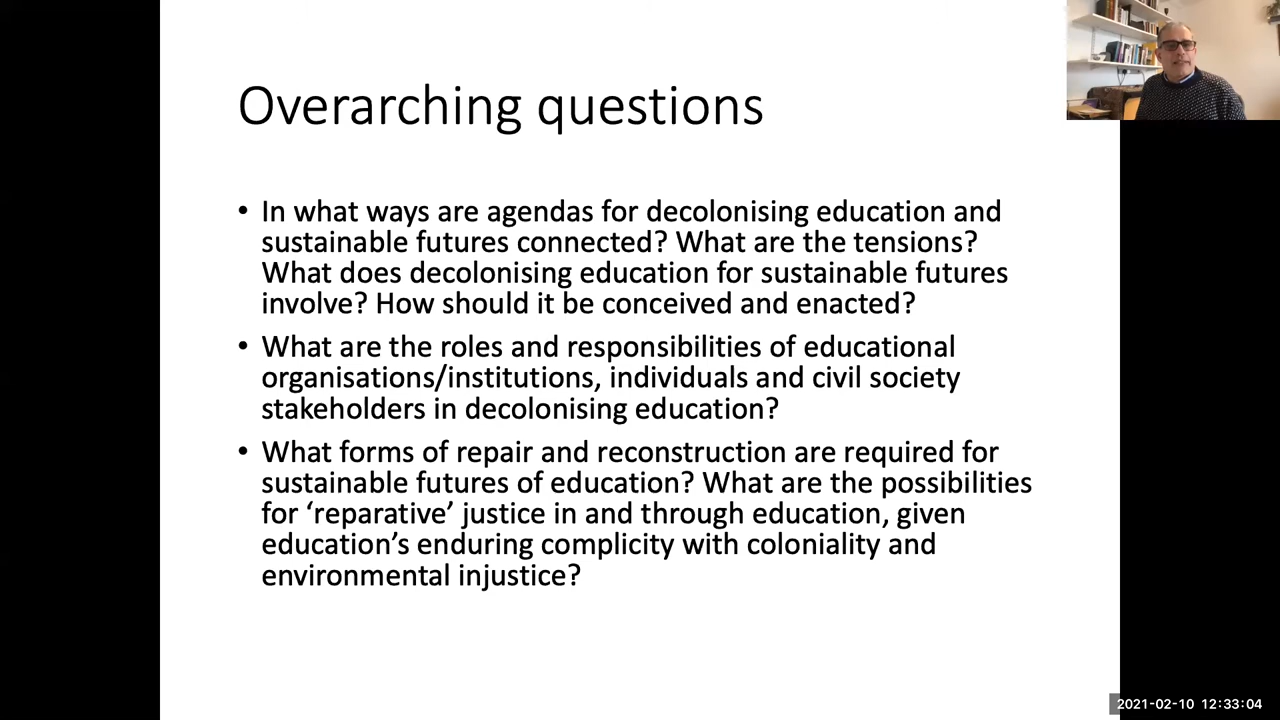 Overarching questions
• In what ways are agendas for decolonising education and
sustainable futures connected? What are the tensions?
What does decolonising education for sustainable futures
involve? How should it be conceived and enacted?
• What are the roles and responsibilities of educational
organisations/institutions, individuals and civil society
stakeholders in decolonising education?
• What forms of repair and reconstruction are required for
sustainable futures of education? What are the possibilities
for ‘reparative’ justice in and through education, given
education’s enduring complicity with coloniality and
environmental injustice?
2021-02-10 12:33:04